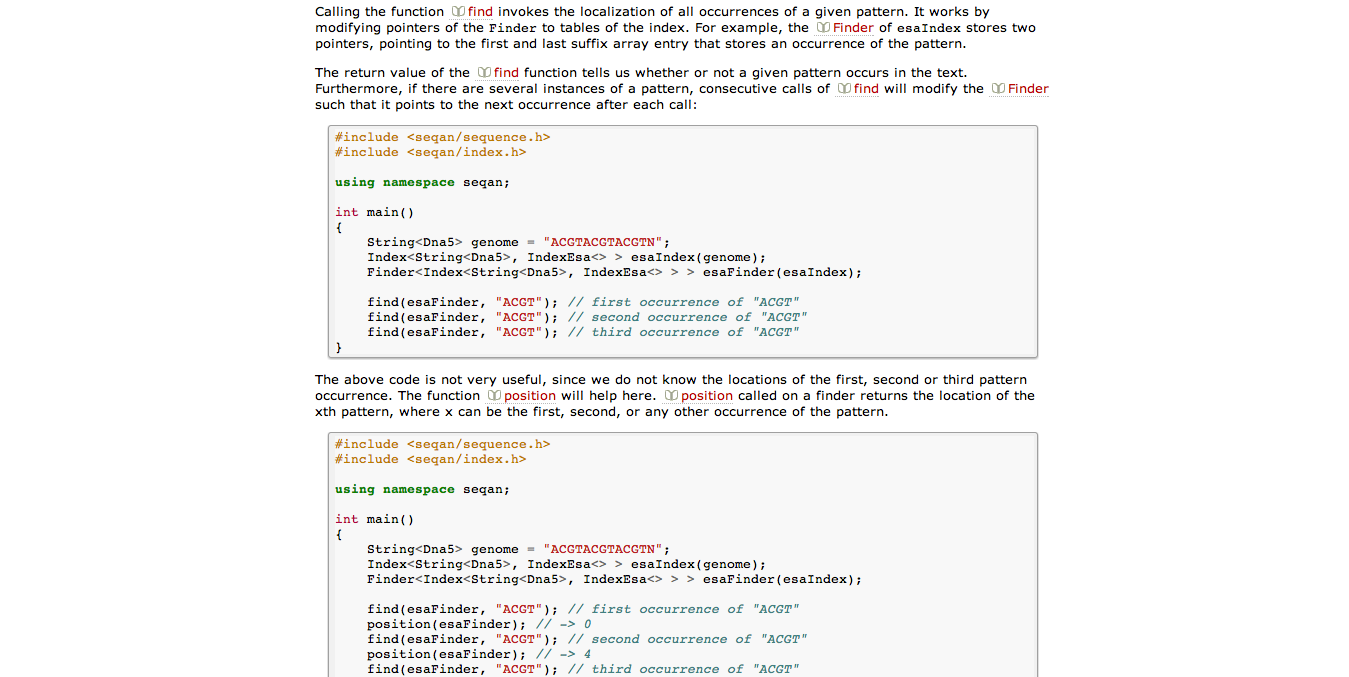 Calling the function find invokes the localization of all occurrences of a given pattern. It works by
modifying pointers of the Finder to tables of the index. For example, the Finder of esaIndex stores two
pointers, pointing to the first and last suffix array entry that stores an occurrence of the pattern.
The return value of the find function tells us whether or not a given pattern occurs in the text.
Furthermore, if there are several instances of a pattern, consecutive calls of find will modify the Finder
such that it points to the next occurrence after each call:
#include <seqan/sequence.h>
#include <seqan/index.h>
using namespace seqan;
int main()
{
String<Dna5> genome = "ACGTACGTACGTN";
Index<String<Dna5>, IndexEsa<> > esaIndex(genome);
Finder<Index<String<Dna5>, IndexEsa<> > > esaFinder(esaIndex);
find(esaFinder, "ACGT"); // first occurrence of "ACGT"
find(esaFinder, "ACGT"); // second occurrence of "ACGT"
find(esaFinder, "ACGT"); // third occurrence of "ACGT"
}
The above code is not very useful, since we do not know the locations of the first, second or third pattern
occurrence. The function position will help here. position called on a finder returns the location of the
xth pattern, where x can be the first, second, or any other occurrence of the pattern.
#include <seqan/sequence.h>
#include <seqan/index.h>
using namespace seqan;
int main()
{
String<Dna5> genome = "ACGTACGTACGTN";
Index<String<Dna5>, IndexEsa<> > esaIndex(genome);
Finder<Index<String<Dna5>, IndexEsa<> > > esaFinder(esaIndex);
find(esaFinder, "ACGT"); // first occurrence of "ACGT"
position(esaFinder); // -> 0
find(esaFinder, "ACGT"); // second occurrence of "ACGT"
position(esaFinder); // -> 4
find(esaFinder, "ACGT"); // third occurrence of "ACGT"